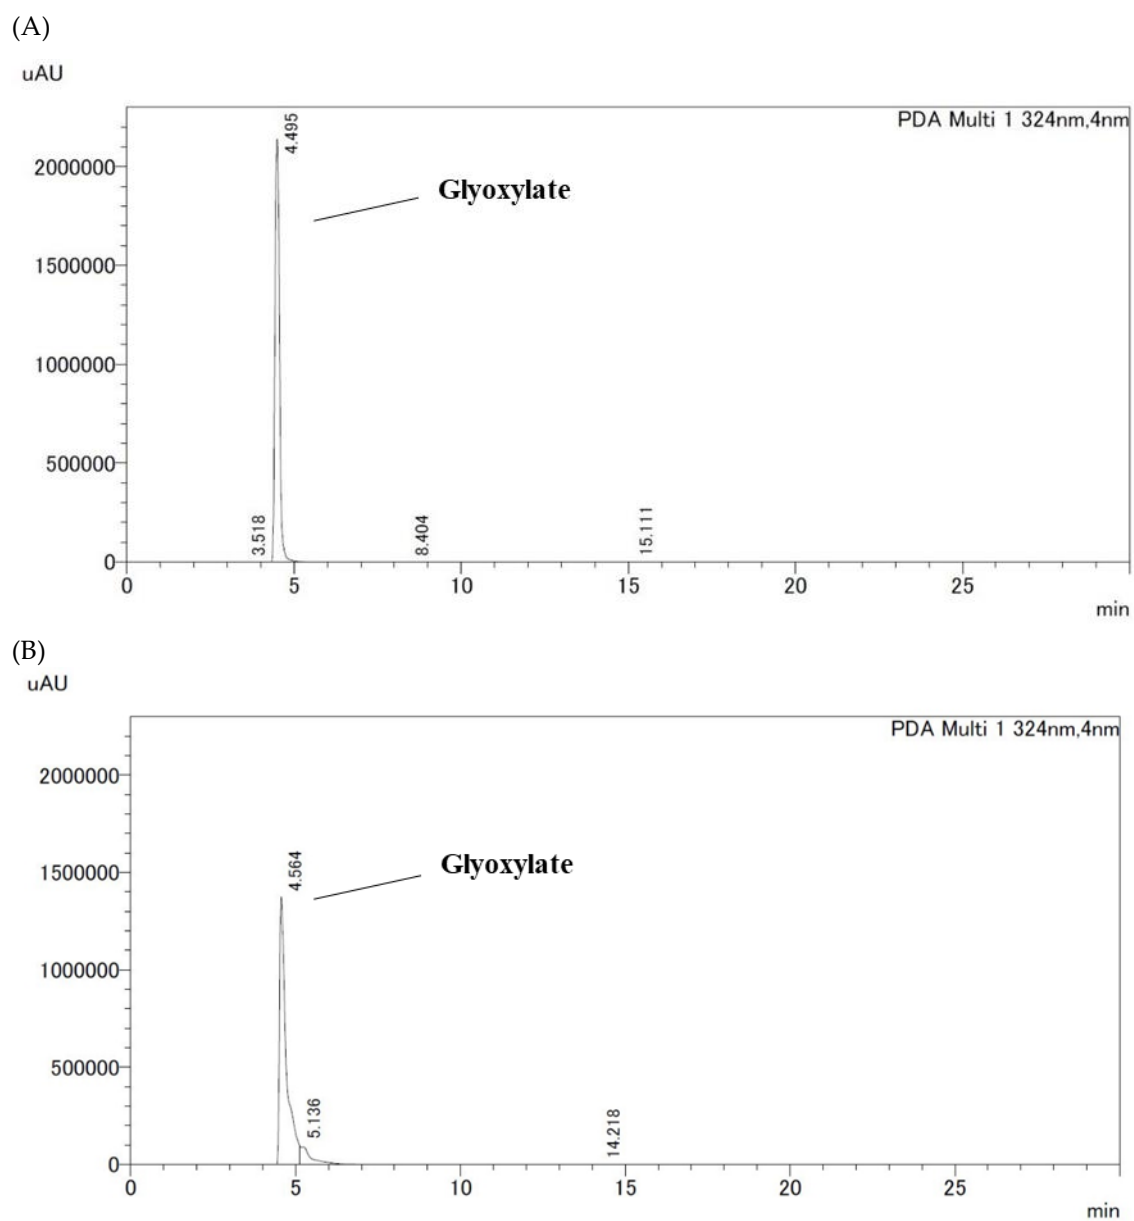 (A)
uAU
PDA Multi 1 324nm,4nm
4.495
2000000
Glyoxylate
1500000
1000000
500000
3.518
8.404
15.111
0
0 5 10 15 20 25
min
(B)
uAU
PDA Multi 1 324nm,4nm
2000000
4.564
Glyoxylate
1500000
1000000
500000
5.136
14.218
0
0 5 10 15 20 25
min